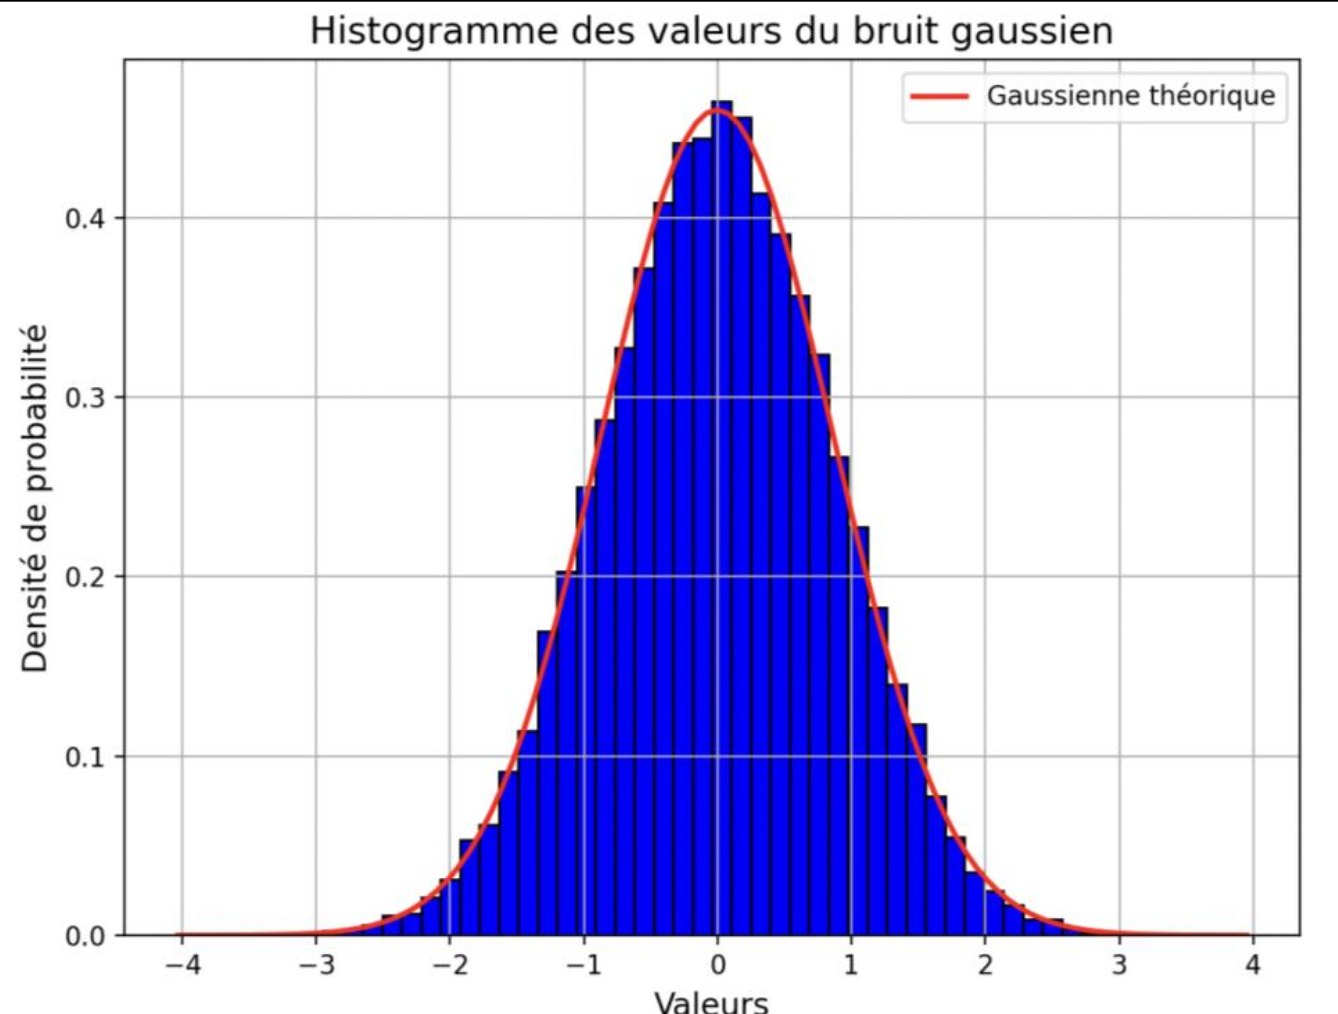 Histogramme des valeurs du bruit gaussien
Gaussienne théorique
Densité de probabilité
0.4
0.3
0.2
0.1
0.0
−4 −3 −2 −1 0 1 2 3 4
Valeurs